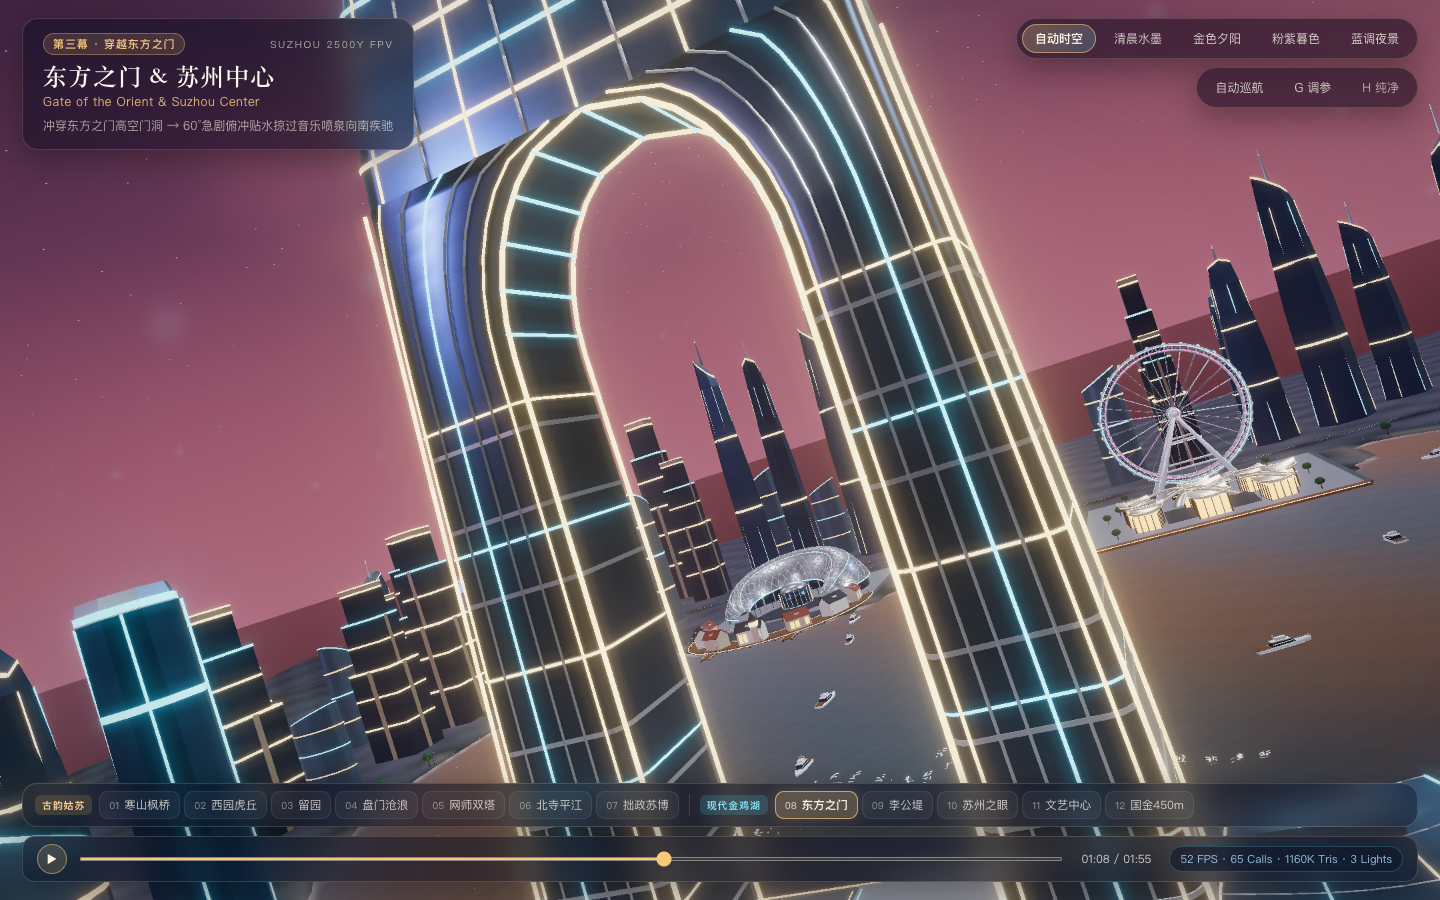 第三幕 · 穿越东方之门
SUZHOU 2500Y FPV
东方之门 & 苏州中心
Gate of the Orient & Suzhou Center
冲穿东方之门高空门洞 → 60°急剧俯冲贴水掠过音乐喷泉向南疾驰
自动时空 清晨水墨 金色夕阳 粉紫暮色 蓝调夜景
自动巡航 G 调参 H 纯净
古韵姑苏 01 寒山枫桥 02 西园虎丘 03 留园 04 盘门沧浪 05 网师双塔 06 北寺平江 07 拙政苏博 现代金鸡湖 08 东方之门 09 李公堤 10 苏州之眼 11 文艺中心 12 国金450m
01:08 / 01:55
52 FPS · 65 Calls · 1160K Tris · 3 Lights